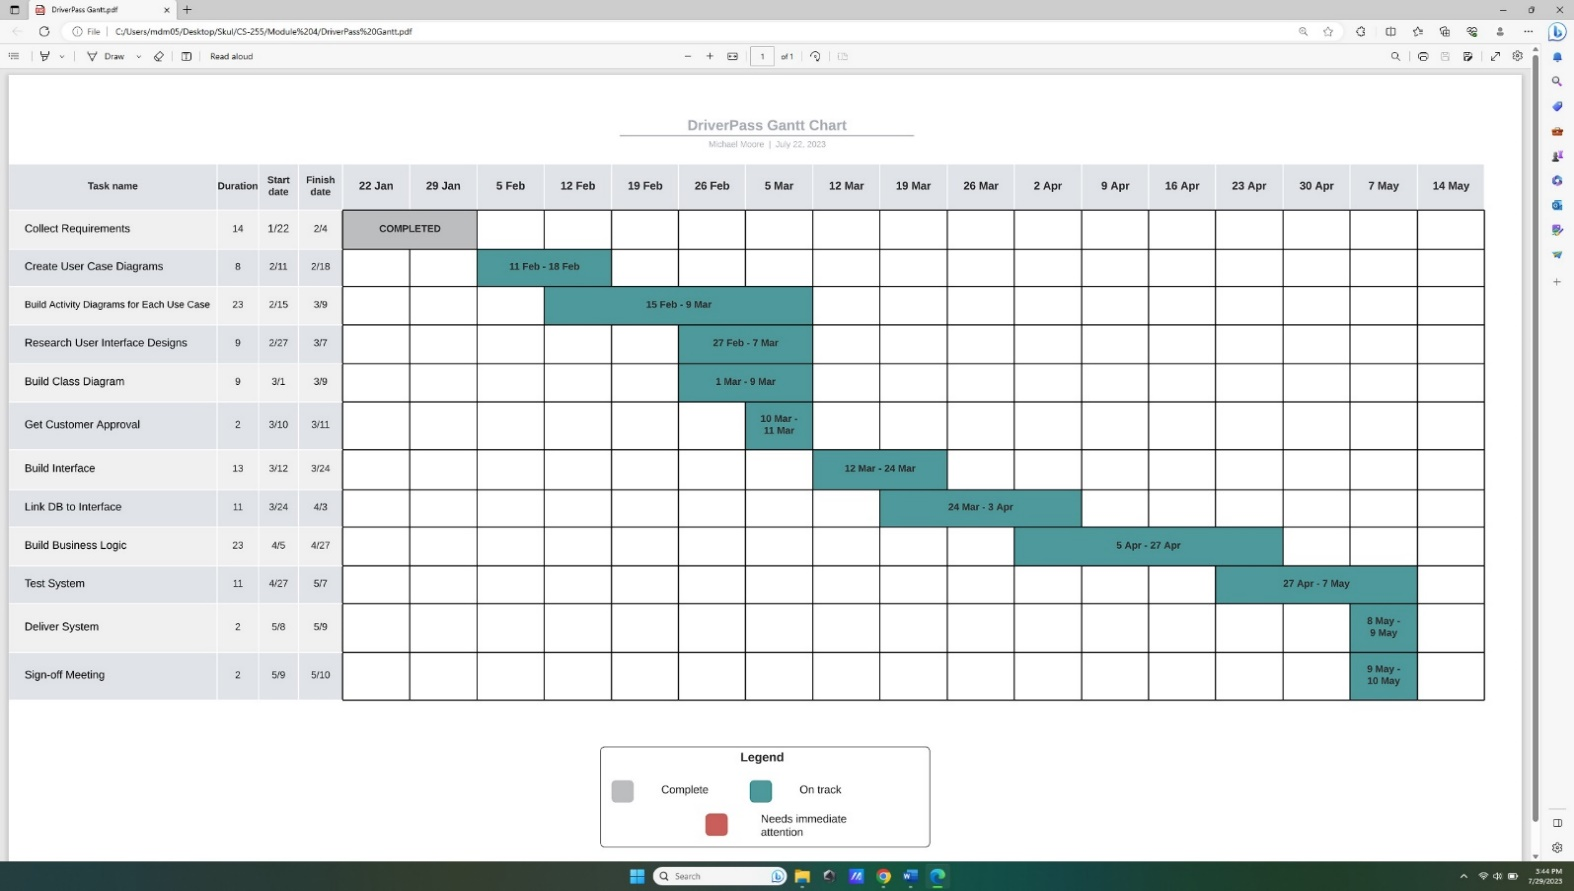 DriverPass Gantt.pdf
File C:/Users/mdm05/Desktop/Skul/CS-255/Module%204/DriverPass%20Gantt.pdf
Draw Read aloud 1 of 1
DriverPass Gantt Chart
Michael Moore | July 22, 2023
Task name Duration Start date Finish date 22 Jan 29 Jan 5 Feb 12 Feb 19 Feb 26 Feb 5 Mar 12 Mar 19 Mar 26 Mar 2 Apr 9 Apr 16 Apr 23 Apr 30 Apr 7 May 14 May
Collect Requirements 14 1/22 2/4 COMPLETED
Create User Case Diagrams 8 2/11 2/18 11 Feb - 18 Feb
Build Activity Diagrams for Each Use Case 23 2/15 3/9 15 Feb - 9 Mar
Research User Interface Designs 9 2/27 3/7 27 Feb - 7 Mar
Build Class Diagram 9 3/1 3/9 1 Mar - 9 Mar
Get Customer Approval 2 3/10 3/11 10 Mar - 11 Mar
Build Interface 13 3/12 3/24 12 Mar - 24 Mar
Link DB to Interface 11 3/24 4/3 24 Mar - 3 Apr
Build Business Logic 23 4/5 4/27 5 Apr - 27 Apr
Test System 11 4/27 5/7 27 Apr - 7 May
Deliver System 2 5/8 5/9 8 May - 9 May
Sign-off Meeting 2 5/9 5/10 9 May - 10 May
Legend
Complete On track
Needs immediate
attention
Search
3:44 PM
7/29/2023